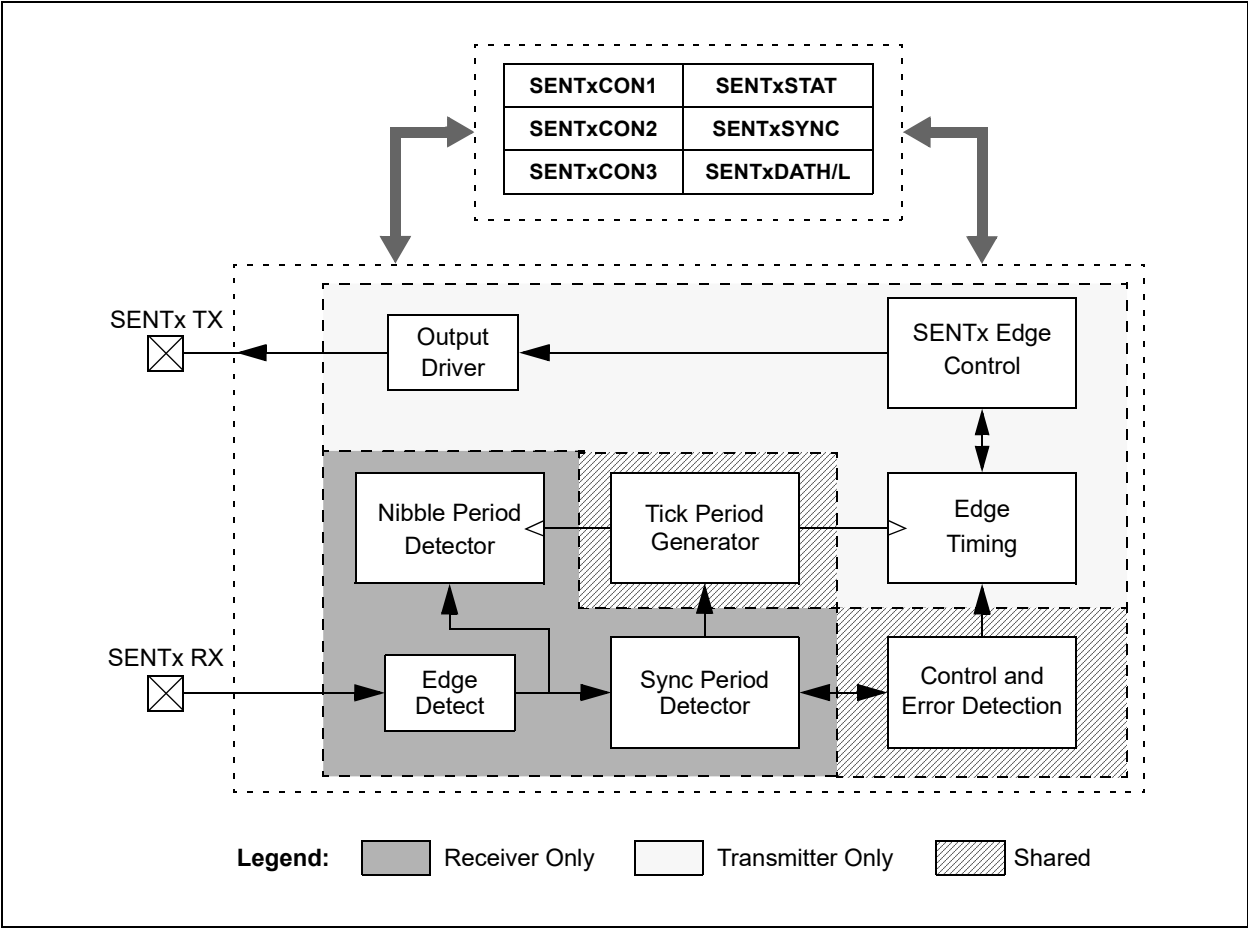 SENTxCON1 SENTxSTAT
SENTxCON2 SENTxSYNC
SENTxCON3 SENTxDATH/L
SENTx TX
Output
Driver
SENTx Edge
Control
Nibble Period
Detector
Tick Period
Generator
Edge
Timing
SENTx RX
Edge
Detect
Sync Period
Detector
Control and
Error Detection
Legend: Receiver Only Transmitter Only Shared